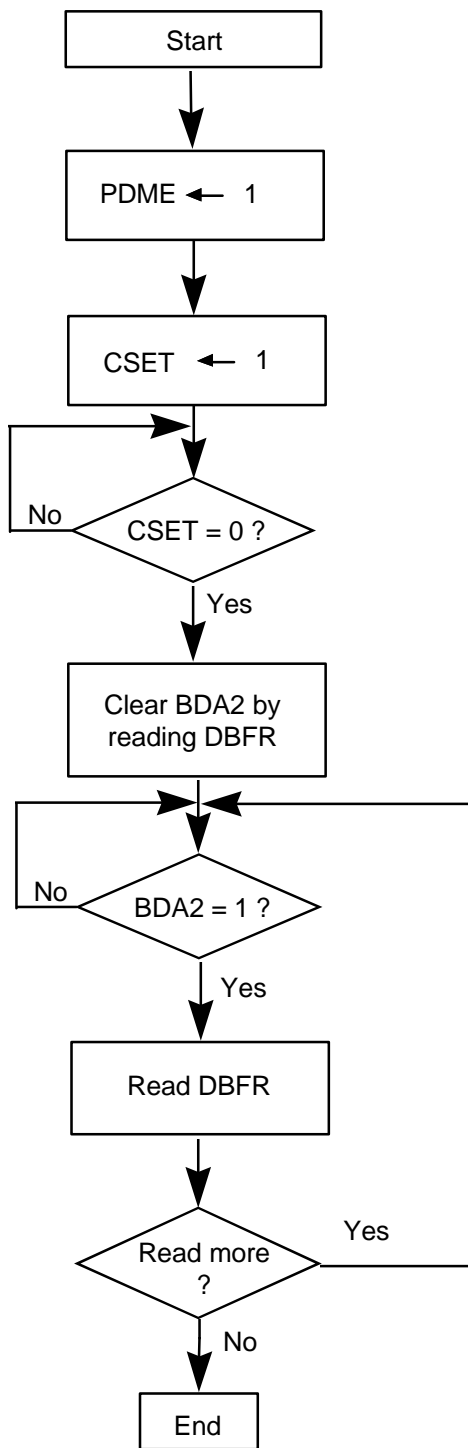 Start
PDME ← 1
CSET ← 1
No
CSET = 0 ?
Yes
Clear BDA2 by
reading DBFR
No
BDA2 = 1 ?
Yes
Read DBFR
Yes
Read more
?
No
End